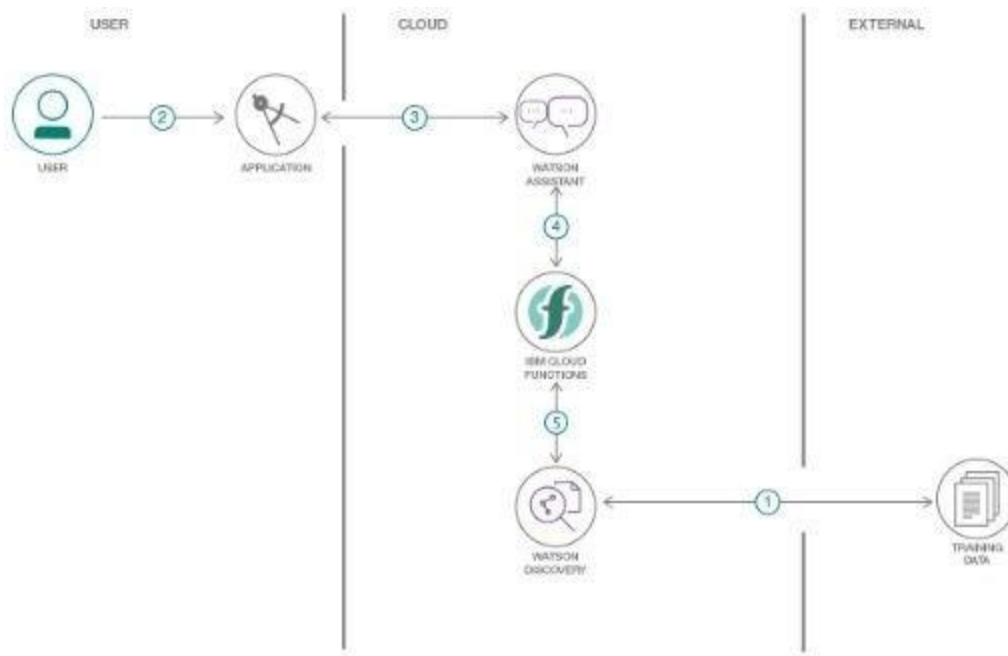 USER
CLOUD
EXTERNAL
2
3
USER
APPLICATION
WATSON
ASSISTANT
4
IBM CLOUD
FUNCTIONS
5
1
WATSON
DISCOVERY
TRAINING
DATA